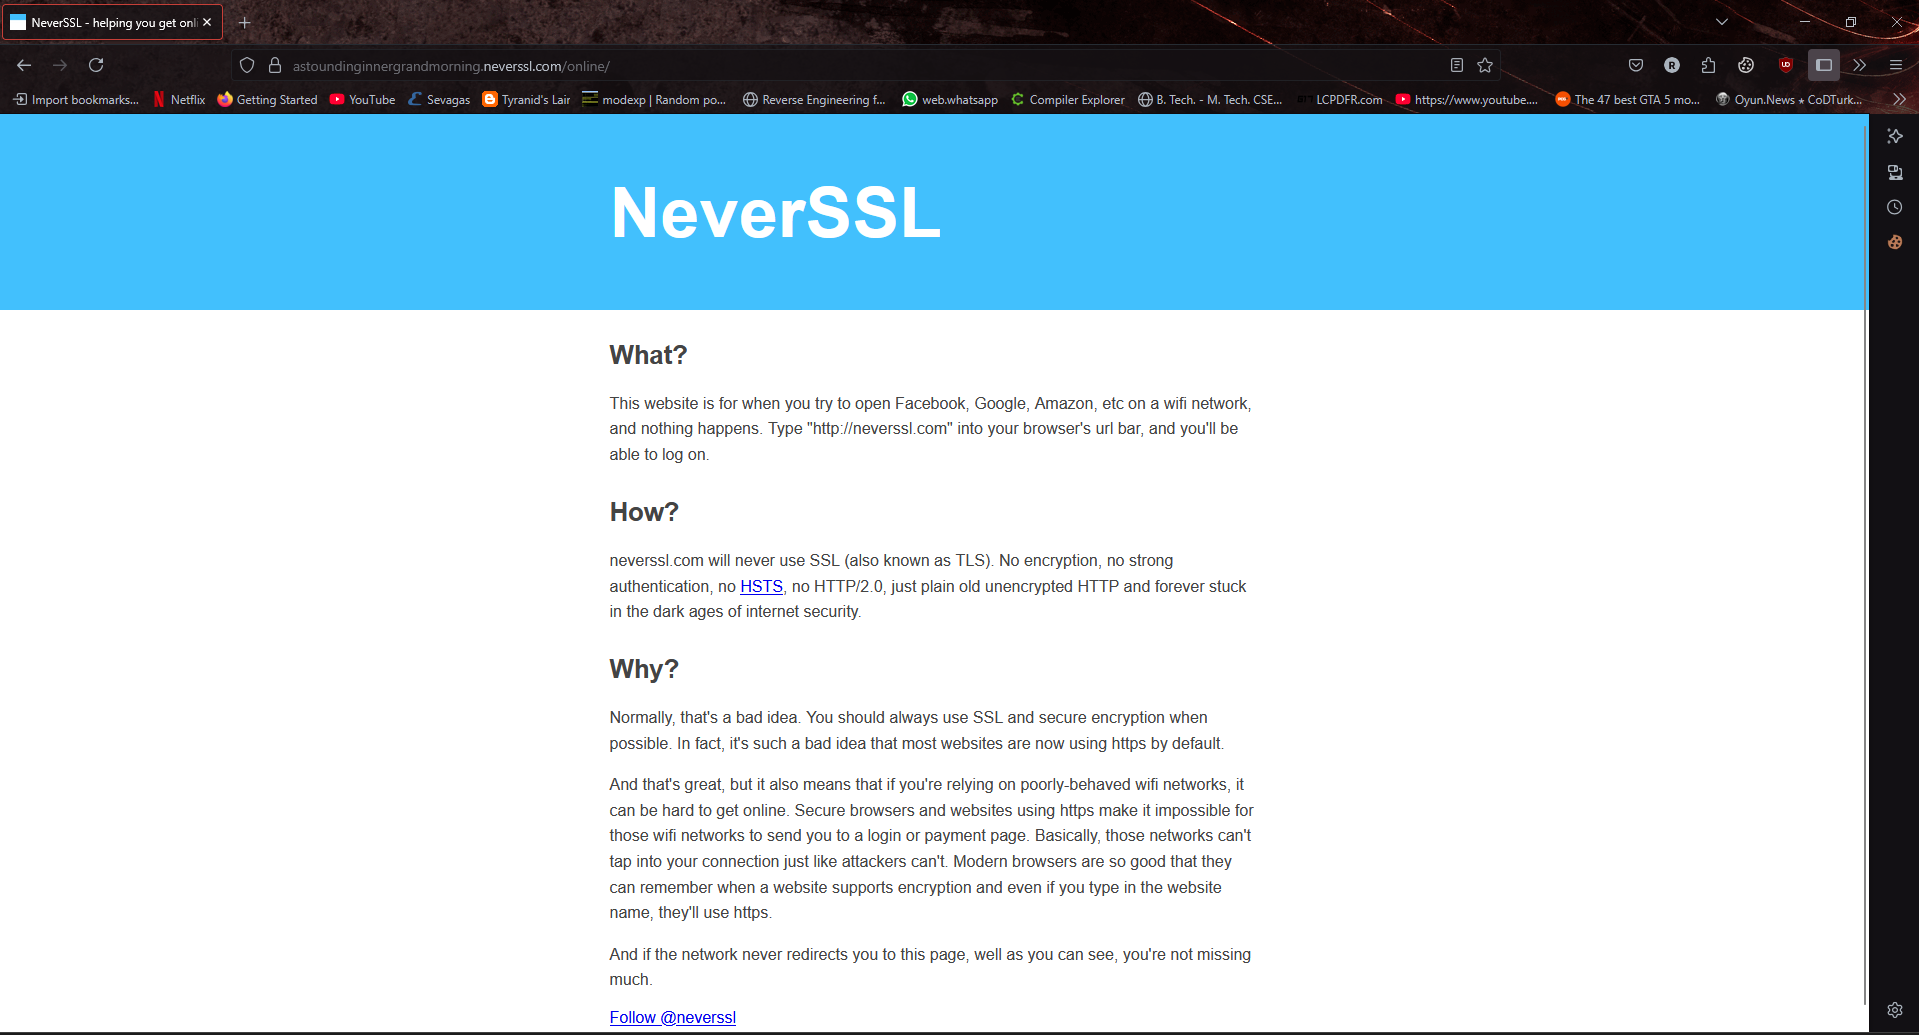 NeverSSL - helping you get onli
astoundinginnergrandmorning.neverssl.com/online/
Import bookmarks...
Netflix
Getting Started
YouTube
Sevagas
Tyranid's Lair
modexp | Random po...
Reverse Engineering f...
web.whatsapp
Compiler Explorer
B. Tech. - M. Tech. CSE...
LCPDFR.com
https://www.youtube....
The 47 best GTA 5 mo...
Oyun.News ⭑ CoDTurk...
NeverSSL
What?
This website is for when you try to open Facebook, Google, Amazon, etc on a wifi network,
and nothing happens. Type "http://neverssl.com" into your browser's url bar, and you'll be
able to log on.
How?
neverssl.com will never use SSL (also known as TLS). No encryption, no strong
authentication, no HSTS, no HTTP/2.0, just plain old unencrypted HTTP and forever stuck
in the dark ages of internet security.
Why?
Normally, that's a bad idea. You should always use SSL and secure encryption when
possible. In fact, it's such a bad idea that most websites are now using https by default.
And that's great, but it also means that if you're relying on poorly-behaved wifi networks, it
can be hard to get online. Secure browsers and websites using https make it impossible for
those wifi networks to send you to a login or payment page. Basically, those networks can't
tap into your connection just like attackers can't. Modern browsers are so good that they
can remember when a website supports encryption and even if you type in the website
name, they'll use https.
And if the network never redirects you to this page, well as you can see, you're not missing
much.
Follow @neverssl